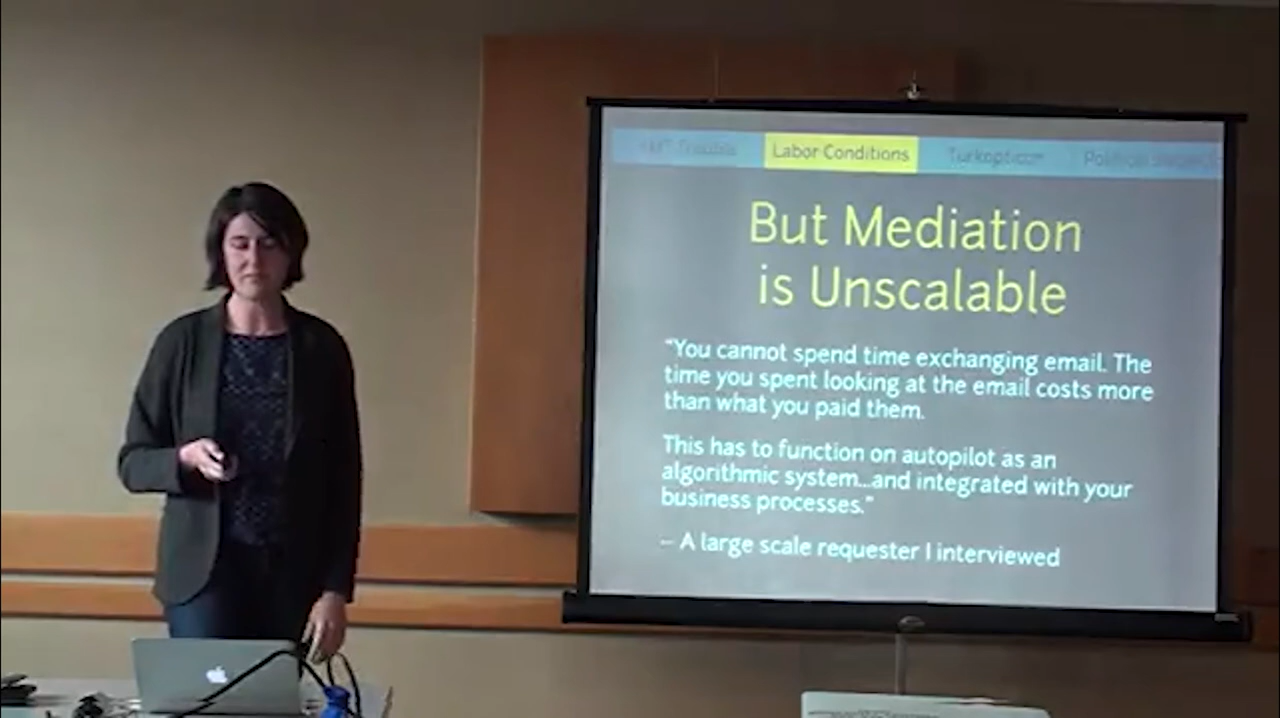 Labor Conditions
Turkopticon
But Mediation
is Unscalable
"You cannot spend time exchanging email. The
time you spent looking at the email costs more
than what you paid them.
This has to function on autopilot as an
algorithmic system...and integrated with your
business processes."
– A large scale requester I interviewed